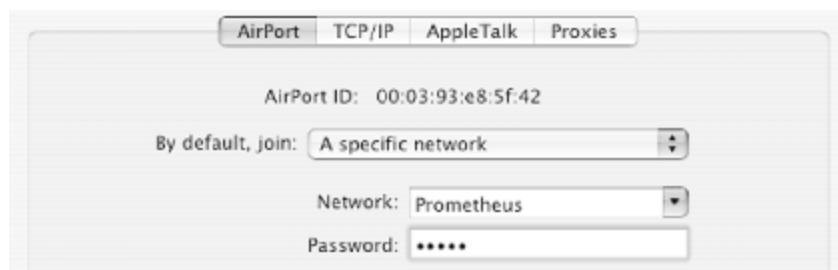 AirPort TCP/IP AppleTalk Proxies
AirPort ID: 00:03:93:e8:5f:42
By default, join: A specific network
Network: Prometheus
Password: •••••